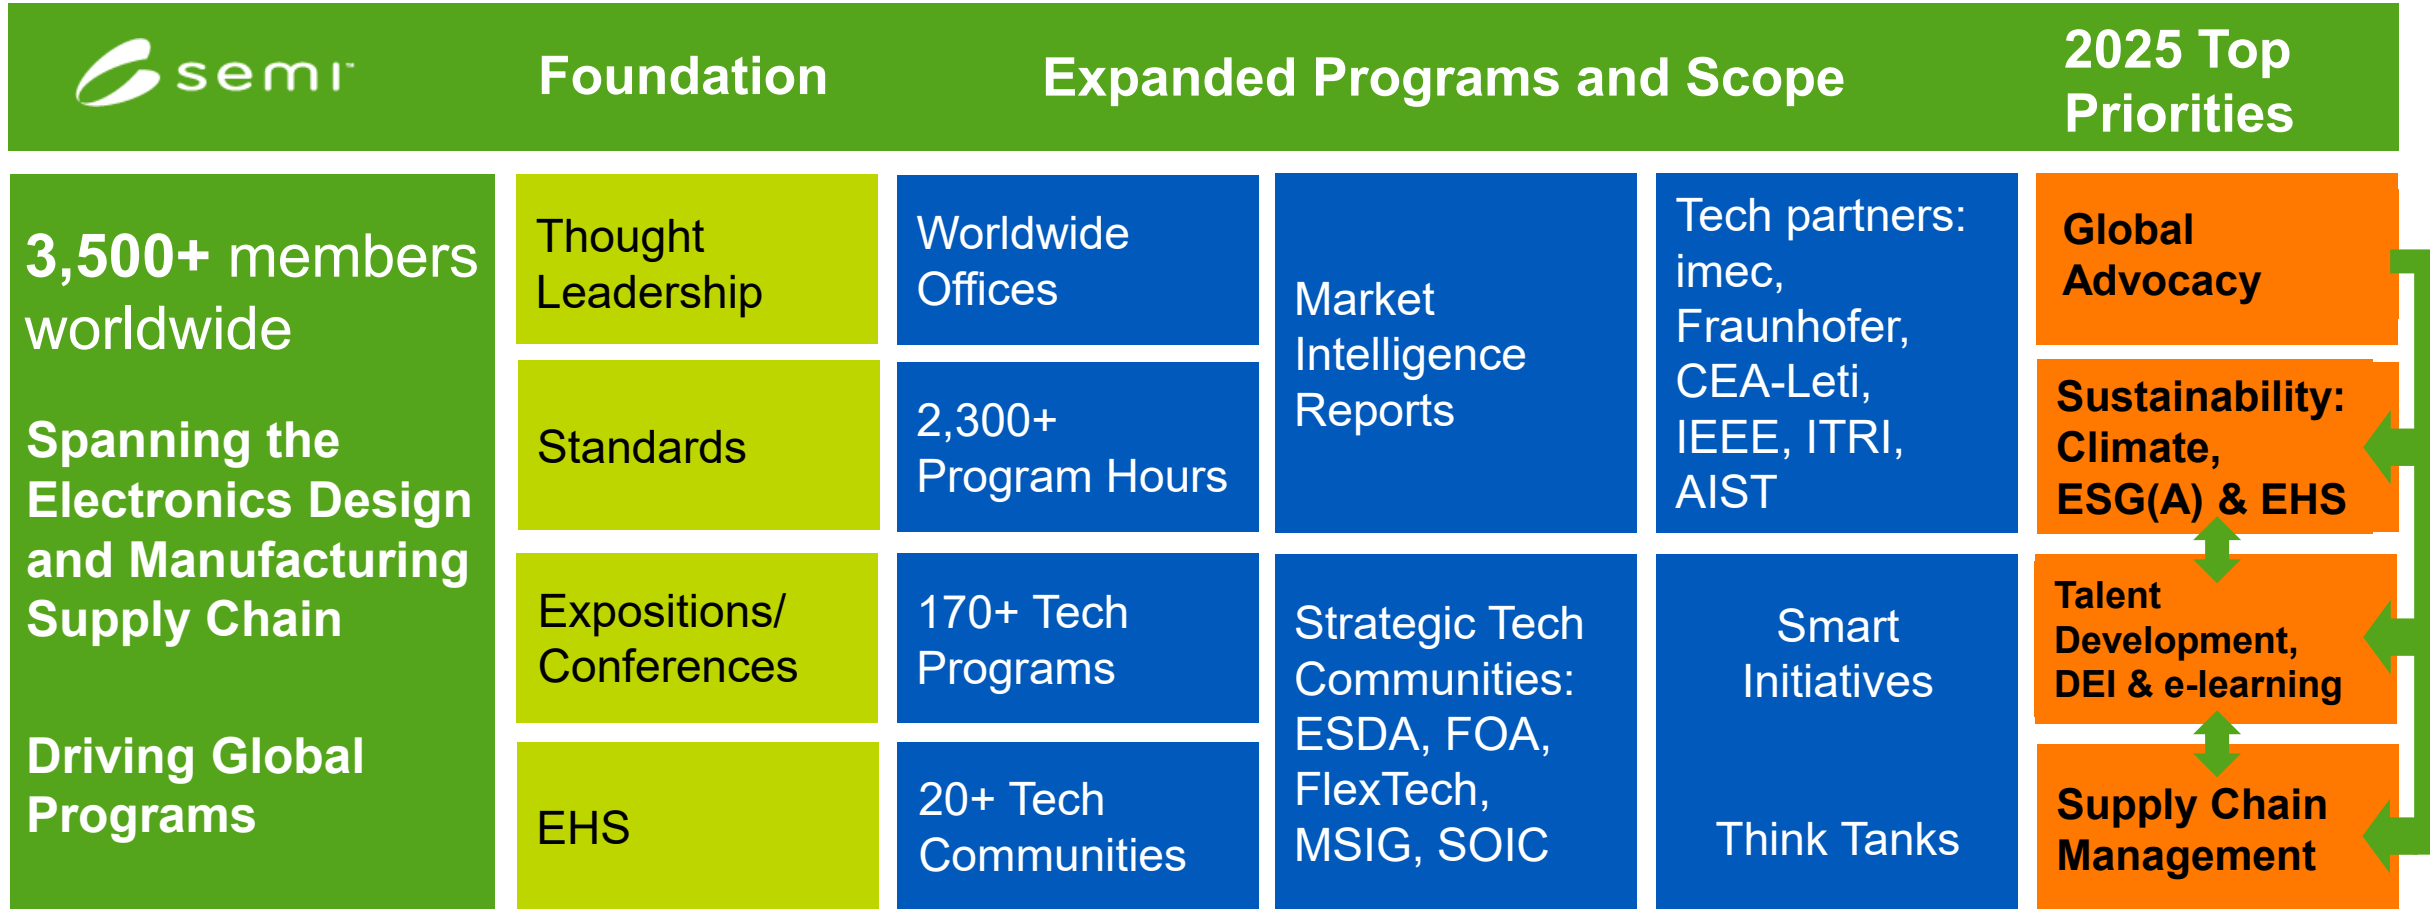 semi™
Foundation
Expanded Programs and Scope
2025 Top
Priorities
3,500+ members
worldwide
Spanning the
Electronics Design
and Manufacturing
Supply Chain
Driving Global
Programs
Thought
Leadership
Standards
Expositions/
Conferences
EHS
Worldwide
Offices
2,300+
Program Hours
170+ Tech
Programs
20+ Tech
Communities
Market
Intelligence
Reports
Strategic Tech
Communities:
ESDA, FOA,
FlexTech,
MSIG, SOIC
Tech partners:
imec,
Fraunhofer,
CEA-Leti,
IEEE, ITRI,
AIST
Smart
Initiatives
Think Tanks
Global
Advocacy
Sustainability:
Climate,
ESG(A) & EHS
Talent
Development,
DEI & e-learning
Supply Chain
Management